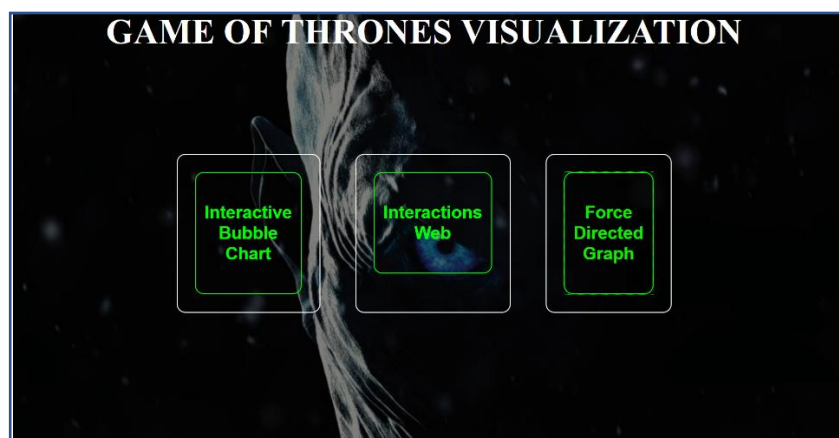 GAME OF THRONES VISUALIZATION
Interactive
Bubble
Chart
Interactions
Web
Force
Directed
Graph